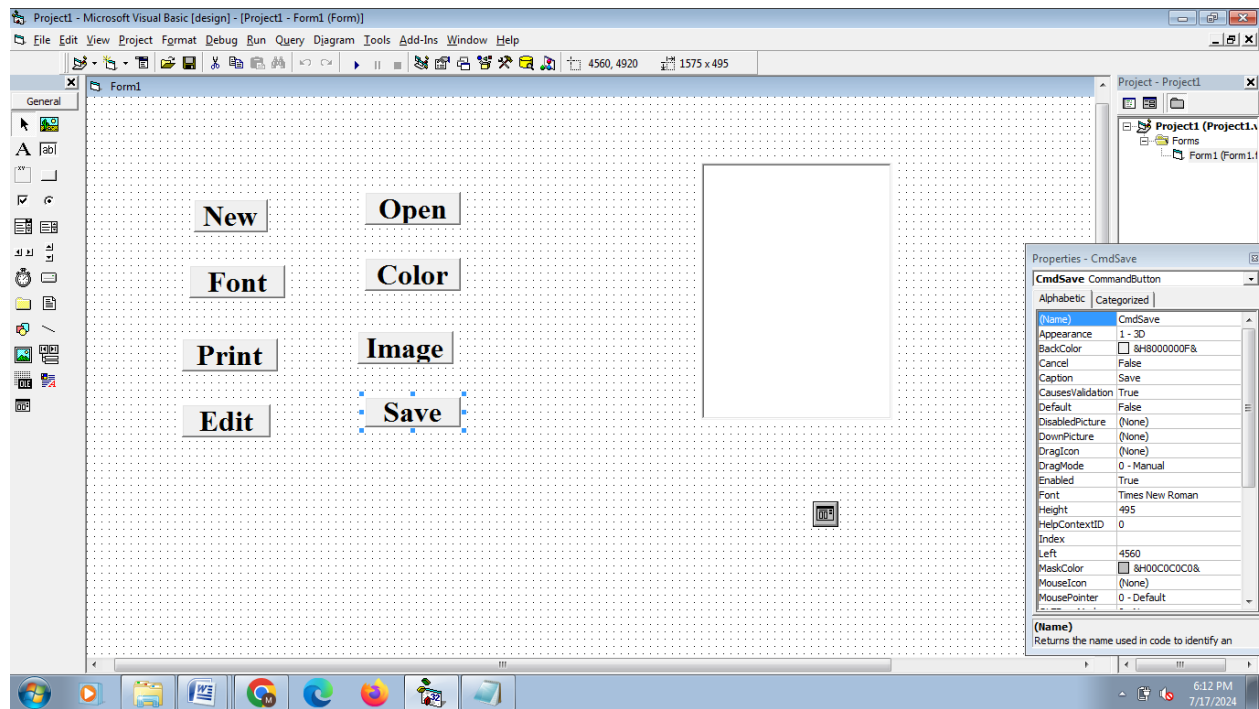 Project1 - Microsoft Visual Basic [design] - [Project1 - Form1 (Form)]
File Edit View Project Format Debug Run Query Diagram Tools Add-Ins Window Help
4560, 4920 1575 x 495
General
A ab|
Form1
New
Open
Font
Color
Print
Image
Edit
Save
Project - Project1
Project1 (Project1.v
Forms
Form1 (Form1.f
Properties - CmdSave
CmdSave CommandButton
Alphabetic Categorized
(Name) CmdSave
Appearance 1 - 3D
BackColor &H8000000F&
Cancel False
Caption Save
CausesValidation True
Default False
DisabledPicture (None)
DownPicture (None)
DragIcon (None)
DragMode 0 - Manual
Enabled True
Font Times New Roman
Height 495
HelpContextID 0
Index
Left 4560
MaskColor &H00C0C0C0&
MouseIcon (None)
MousePointer 0 - Default
(Name)
Returns the name used in code to identify an
6:12 PM
7/17/2024